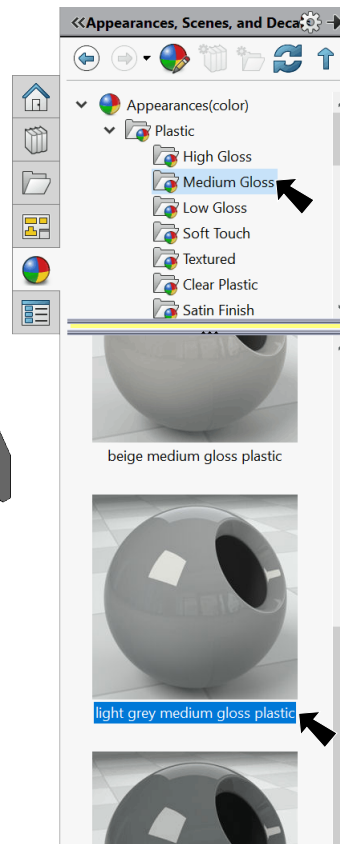 Appearances, Scenes, and Deca
Appearances(color)
Plastic
High Gloss
Medium Gloss
Low Gloss
Soft Touch
Textured
Clear Plastic
Satin Finish
beige medium gloss plastic
light grey medium gloss plastic